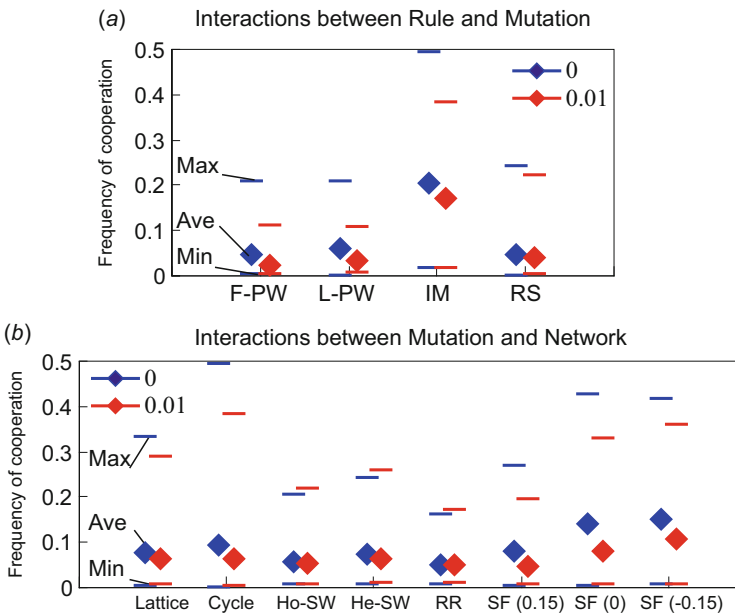 (a) Interactions between Rule and Mutation
Frequency of cooperation
0.5
0.4
0.3
0.2
0.1
0
0
0.01
Max
Ave
Min
F-PW L-PW IM RS
(b) Interactions between Mutation and Network
Frequency of cooperation
0.5
0.4
0.3
0.2
0.1
0
0
0.01
Max
Ave
Min
Lattice Cycle Ho-SW He-SW RR SF (0.15) SF (0) SF (-0.15)